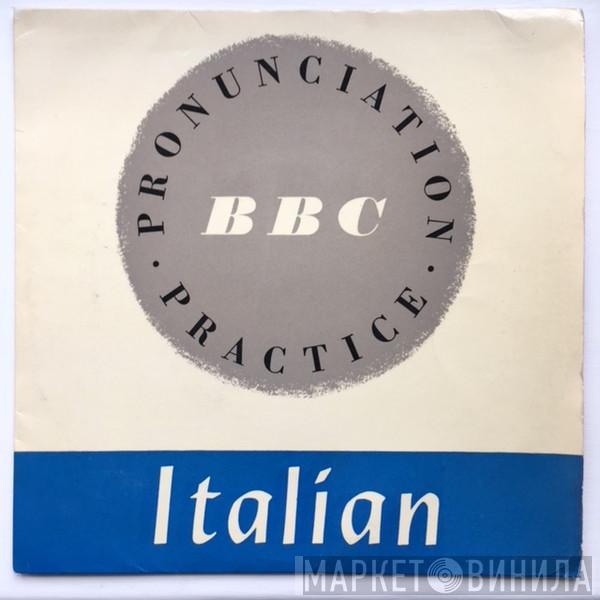 PRONUNCIATION
BBC
· PRACTICE ·
Italian
МАРКЕТ ВИНИЛА